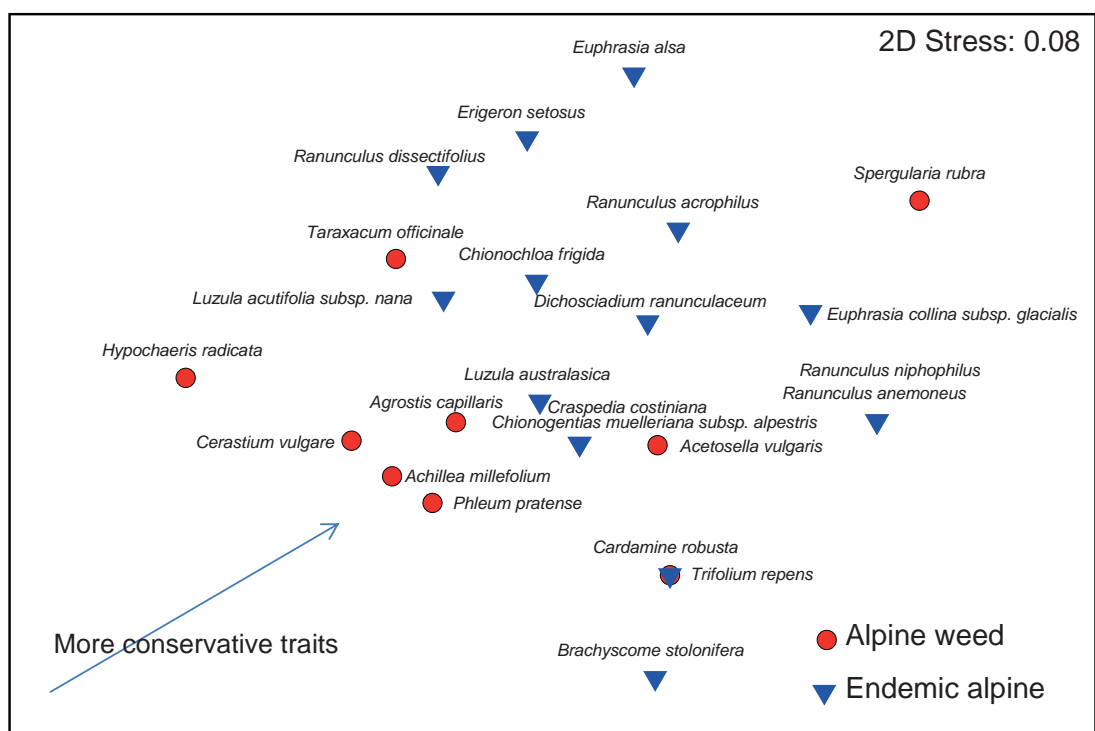 2D Stress: 0.08
Euphrasia alsa
Erigeron setosus
Ranunculus dissectifolius
Spergularia rubra
Ranunculus acrophilus
Taraxacum officinale
Chionochloa frigida
Luzula acutifolia subsp. nana
Dichosciadium ranunculaceum
Euphrasia collina subsp. glacialis
Hypochaeris radicata
Ranunculus niphophilus
Luzula australasica
Ranunculus anemoneus
Agrostis capillaris
Craspedia costiniana
Chionogentias muelleriana subsp. alpestris
Cerastium vulgare
Acetosella vulgaris
Achillea millefolium
Phleum pratense
Cardamine robusta
Trifolium repens
More conservative traits
Alpine weed
Brachyscome stolonifera
Endemic alpine